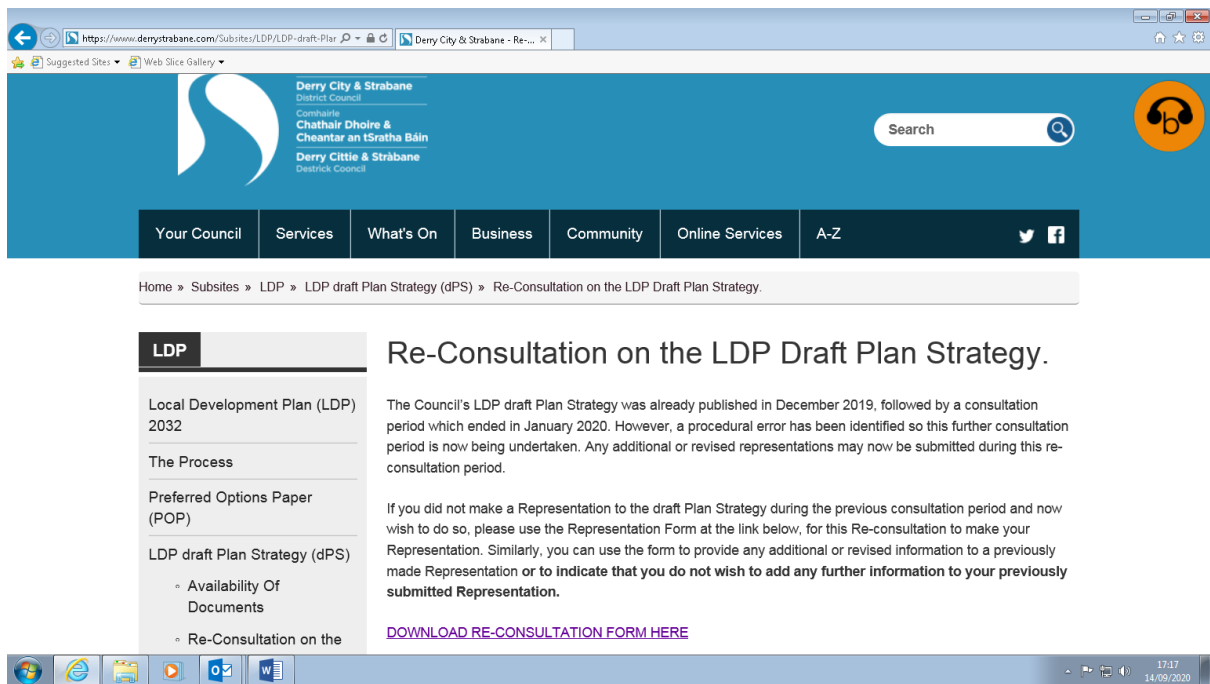 https://www.derrystrabane.com/Subsites/LDP/LDP-draft-Plar
Derry City & Strabane - Re-...
Suggested Sites
Web Slice Gallery
Derry City & Strabane
District Council
Comhairle
Chathair Dhoire &
Cheantar an tSratha Báin
Derry Cittie & Stràbane
Destrick Cooncil
Search
b
Your Council
Services
What's On
Business
Community
Online Services
A-Z
Home » Subsites » LDP » LDP draft Plan Strategy (dPS) » Re-Consultation on the LDP Draft Plan Strategy.
LDP
Local Development Plan (LDP)
2032
The Process
Preferred Options Paper
(POP)
LDP draft Plan Strategy (dPS)
Availability Of
Documents
Re-Consultation on the
Re-Consultation on the LDP Draft Plan Strategy.
The Council's LDP draft Plan Strategy was already published in December 2019, followed by a consultation
period which ended in January 2020. However, a procedural error has been identified so this further consultation
period is now being undertaken. Any additional or revised representations may now be submitted during this re-
consultation period.
If you did not make a Representation to the draft Plan Strategy during the previous consultation period and now
wish to do so, please use the Representation Form at the link below, for this Re-consultation to make your
Representation. Similarly, you can use the form to provide any additional or revised information to a previously
made Representation or to indicate that you do not wish to add any further information to your previously
submitted Representation.
DOWNLOAD RE-CONSULTATION FORM HERE
17:17
14/09/2020